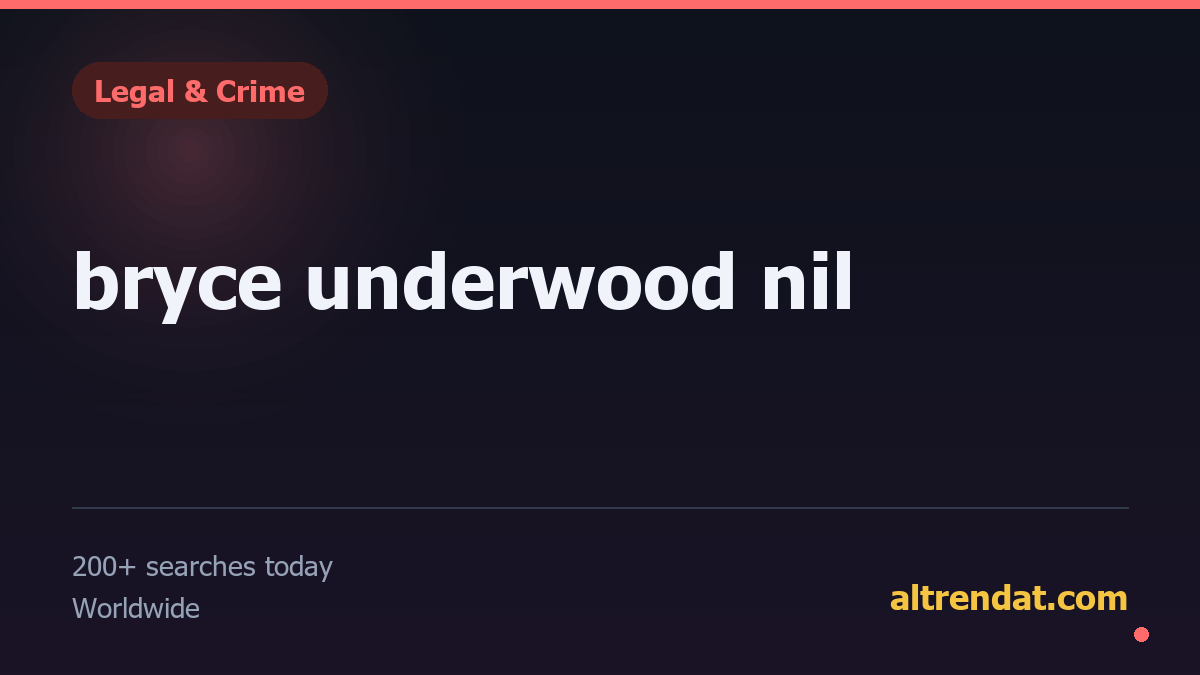 Legal & Crime
bryce underwood nil
200+ searches today
Worldwide
altrendat.com